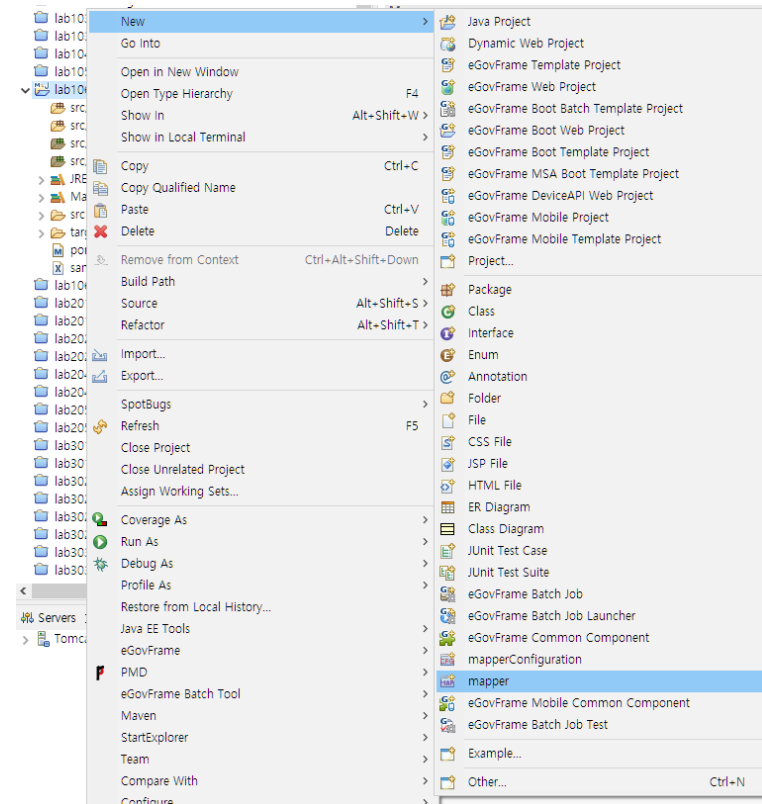 lab10
lab10
lab10
lab10
lab10
src
src
src
src
JRE
Ma
src
targ
por
san
lab10
lab20
lab20
lab20
lab20
lab20
lab20
lab20
lab20
lab30
lab30
lab30
lab30
lab30
lab30
lab30
Servers
Tomca
New
Go Into
Open in New Window
Open Type Hierarchy F4
Show In Alt+Shift+W >
Show in Local Terminal
Copy Ctrl+C
Copy Qualified Name
Paste Ctrl+V
Delete Delete
Remove from Context Ctrl+Alt+Shift+Down
Build Path
Source Alt+Shift+S >
Refactor Alt+Shift+T >
Import...
Export...
SpotBugs
Refresh F5
Close Project
Close Unrelated Project
Assign Working Sets...
Coverage As
Run As
Debug As
Profile As
Restore from Local History...
Java EE Tools
eGovFrame
PMD
eGovFrame Batch Tool
Maven
StartExplorer
Team
Compare With
Configure
Java Project
Dynamic Web Project
eGovFrame Template Project
eGovFrame Web Project
eGovFrame Boot Batch Template Project
eGovFrame Boot Web Project
eGovFrame Boot Template Project
eGovFrame MSA Boot Template Project
eGovFrame DeviceAPI Web Project
eGovFrame Mobile Project
eGovFrame Mobile Template Project
Project...
Package
Class
Interface
Enum
Annotation
Folder
File
CSS File
JSP File
HTML File
ER Diagram
Class Diagram
JUnit Test Case
JUnit Test Suite
eGovFrame Batch Job
eGovFrame Batch Job Launcher
eGovFrame Common Component
mapperConfiguration
mapper
eGovFrame Mobile Common Component
eGovFrame Batch Job Test
Example...
Other... Ctrl+N